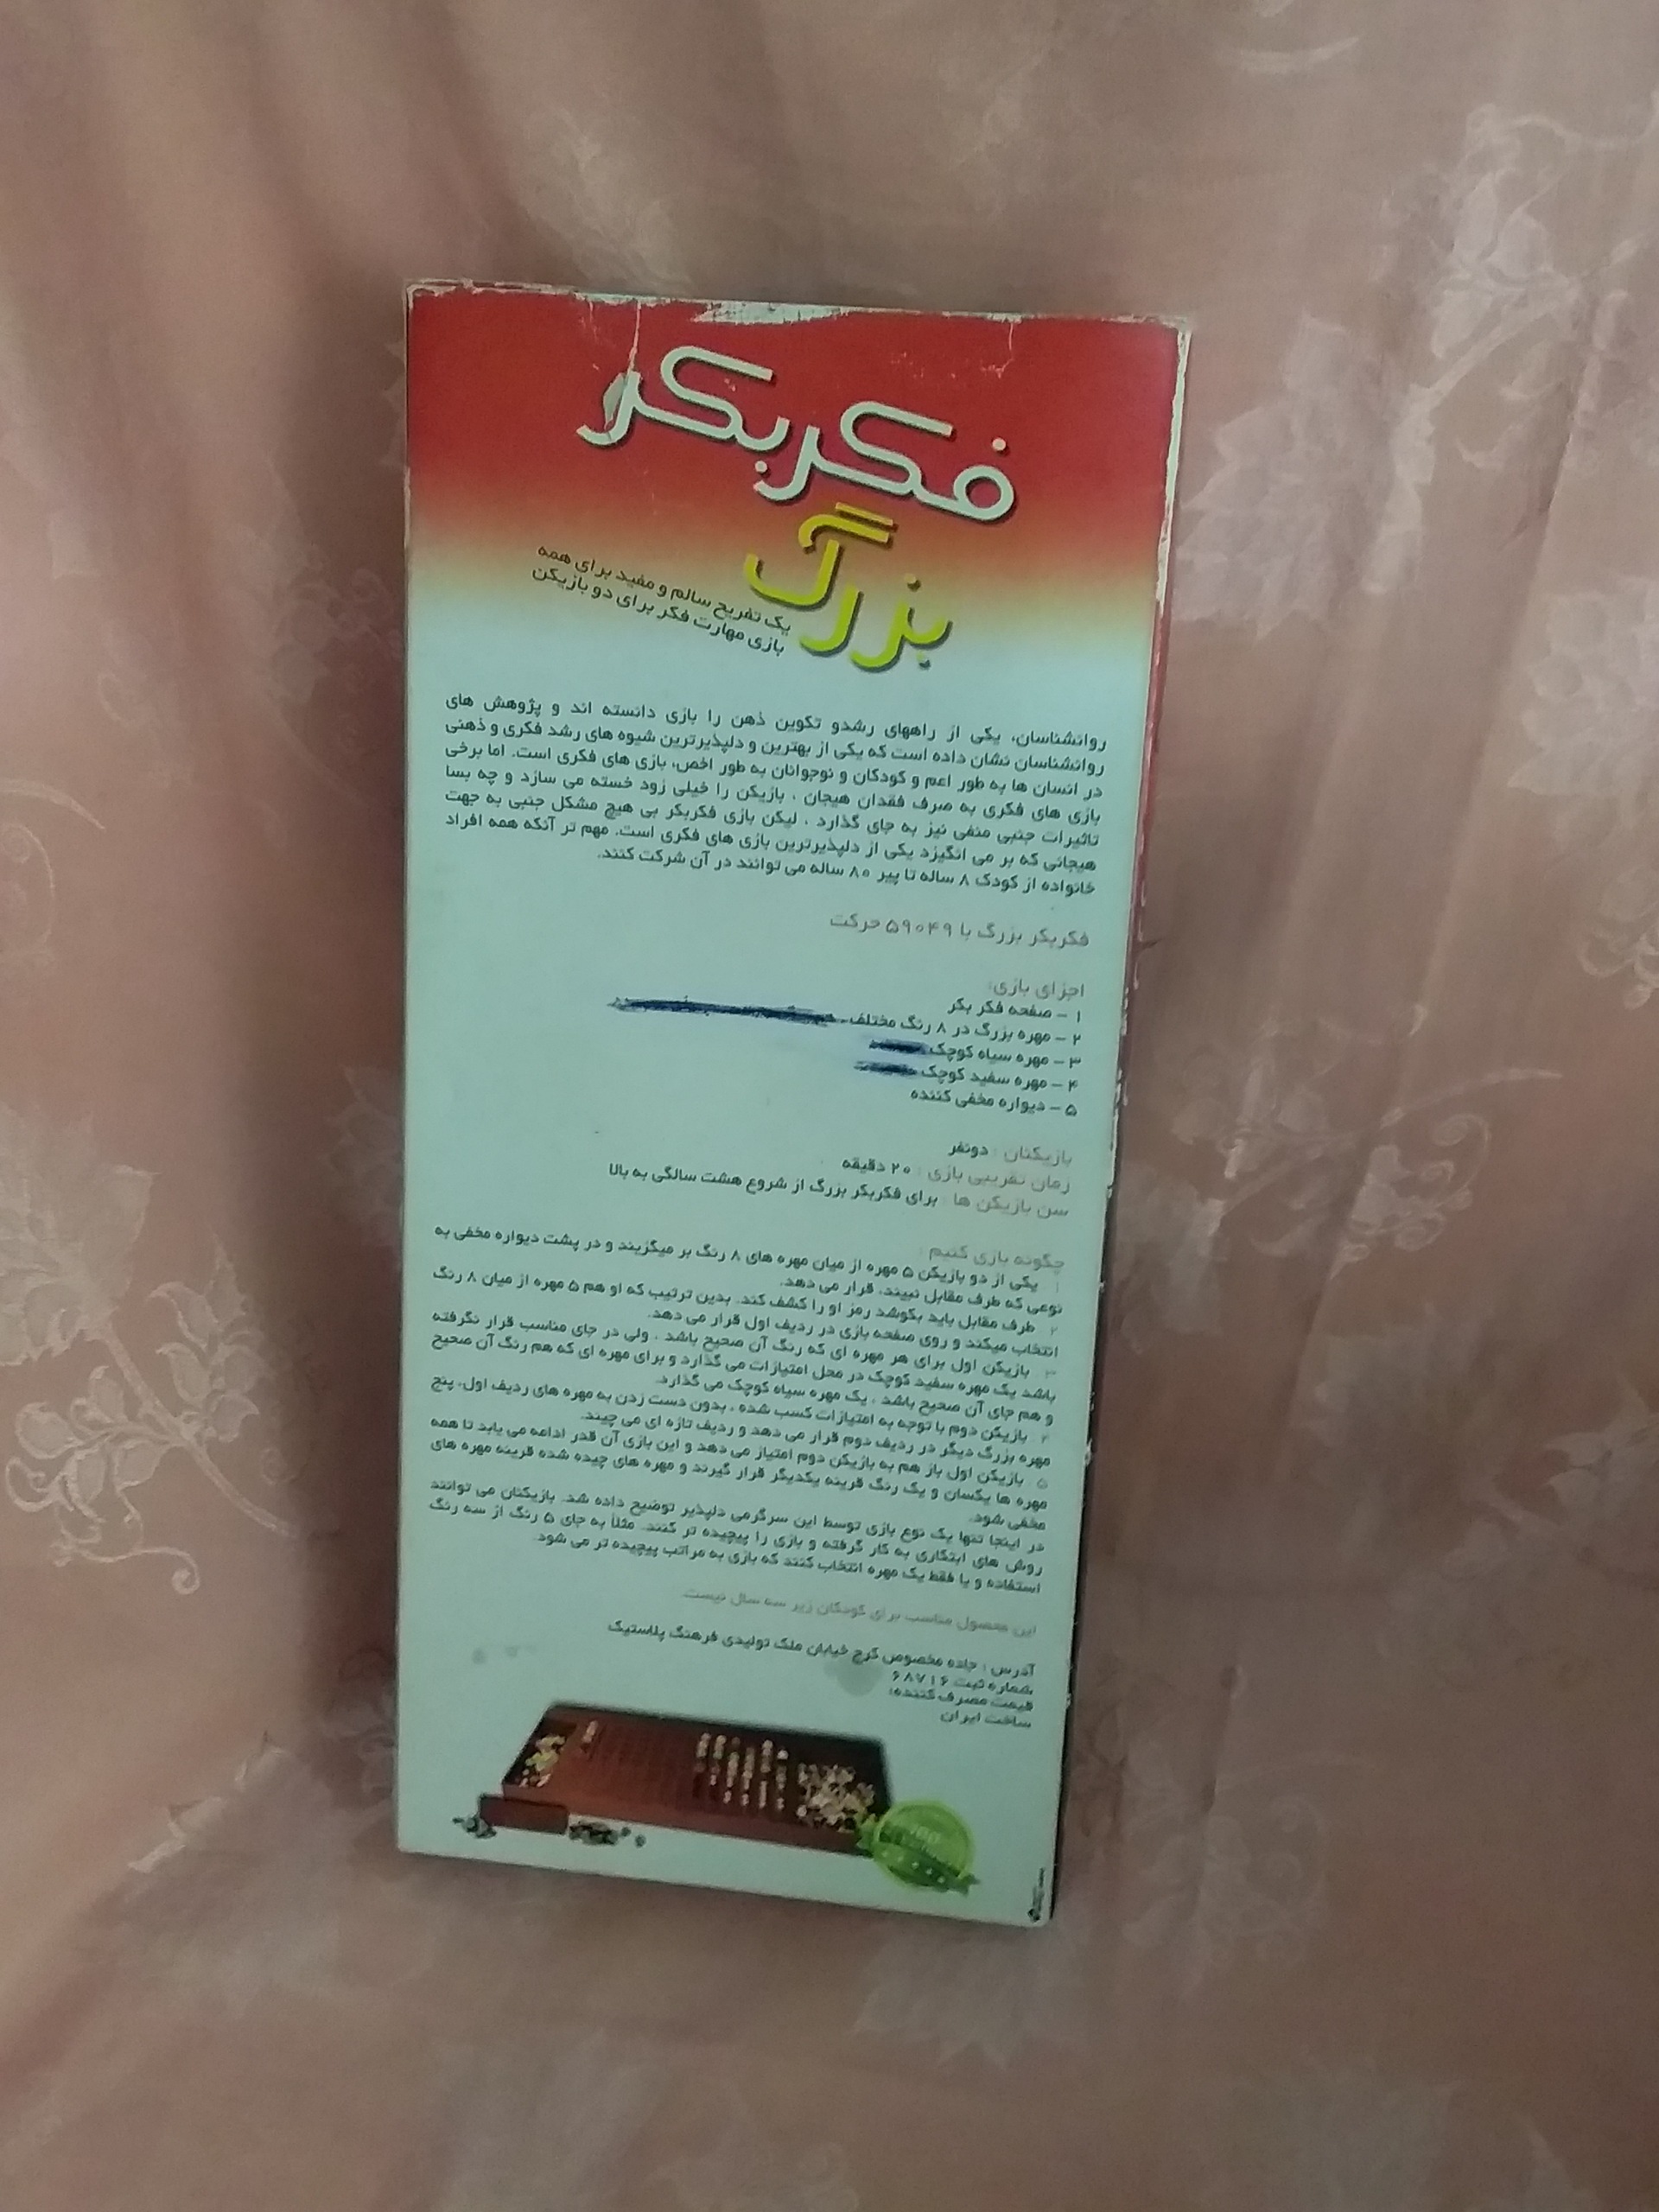 فکربکر
بزرگ
یک تفریح سالم و مفید برای همه
بازی مهارت فکر برای دو بازیکن
روانشناسان، یکی از راههای رشدو تکوین ذهن را بازی دانسته اند و پژوهش های
روانشناسان نشان داده است که یکی از بهترین و دلپذیرترین شیوه های رشد فکری و ذهنی
در انسان ها به طور اعم و کودکان و نوجوانان به طور اخص، بازی های فکری است. اما برخی
بازی های فکری به صرف فقدان هیجان ، بازیکن را خیلی زود خسته می سازد و چه بسا
تاثیرات جنبی منفی نیز به جای گذارد ، لیکن بازی فکربکر بی هیچ مشکل جنبی به جهت
هیجانی که بر می انگیزد یکی از دلپذیرترین بازی های فکری است. مهم تر آنکه همه افراد
خانواده از کودک ۸ ساله تا پیر ۸۰ ساله می توانند در آن شرکت کنند.
فکربکر بزرگ با ۵۹۰۴۹ حرکت
اجزای بازی:
۱ – صفحه فکر بکر
۲ – مهره بزرگ در ۸ رنگ مختلف
۳ – مهره سیاه کوچک
۴ – مهره سفید کوچک
۵ – دیواره مخفی کننده
بازیکنان : دونفر
زمان تقریبی بازی : ۲۰ دقیقه
سن بازیکن ها : برای فکربکر بزرگ از شروع هشت سالگی به بالا
چگونه بازی کنیم :
۱ یکی از دو بازیکن ۵ مهره از میان مهره های ۸ رنگ بر میگزیند و در پشت دیواره مخفی به
نوعی که طرف مقابل نبیند، قرار می دهد.
۲ طرف مقابل باید بکوشد رمز او را کشف کند. بدین ترتیب که او هم ۵ مهره از میان ۸ رنگ
انتخاب میکند و روی صفحه بازی در ردیف اول قرار می دهد.
۳ بازیکن اول برای هر مهره ای که رنگ آن صحیح باشد ، ولی در جای مناسب قرار نگرفته
باشد یک مهره سفید کوچک در محل امتیازات می گذارد و برای مهره ای که هم رنگ آن صحیح
و هم جای آن صحیح باشد ، یک مهره سیاه کوچک می گذارد.
۴ بازیکن دوم با توجه به امتیازات کسب شده ، بدون دست زدن به مهره های ردیف اول، پنج
مهره بزرگ دیگر در ردیف دوم قرار می دهد و ردیف تازه ای می چیند.
۵ بازیکن اول باز هم به بازیکن دوم امتیاز می دهد و این بازی آن قدر ادامه می یابد تا همه
مهره ها یکسان و یک رنگ قرینه یکدیگر قرار گیرند و مهره های چیده شده قرینه مهره های
مخفی شود.
در اینجا تنها یک نوع بازی توسط این سرگرمی دلپذیر توضیح داده شد. بازیکنان می توانند
روش های ابتکاری به کار گرفته و بازی را پیچیده تر کنند. مثلاً به جای ۵ رنگ از سه رنگ
استفاده و یا فقط یک مهره انتخاب کنند که بازی به مراتب پیچیده تر می شود.
این محصول مناسب برای کودکان زیر سه سال نیست.
آدرس : جاده مخصوص کرج خیابان ملک تولیدی فرهنگ پلاستیک
شماره ثبت ۶۸۷۱۶
قیمت مصرف کننده:
ساخت ایران